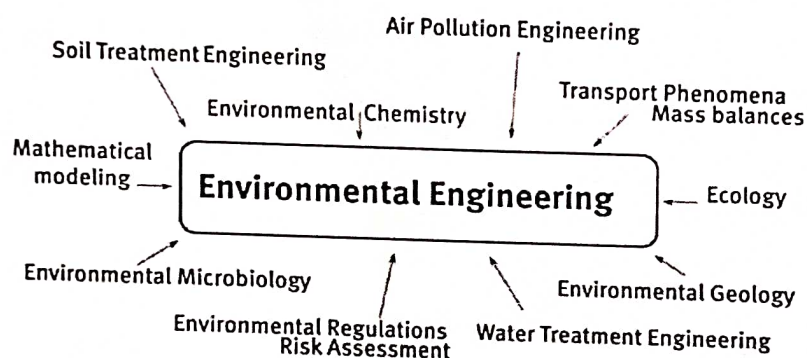 Air Pollution Engineering
Soil Treatment Engineering
Transport Phenomena
Mass balances
Environmental Chemistry
Mathematical
modeling
Environmental Engineering
Ecology
Environmental Microbiology
Environmental Geology
Environmental Regulations
Risk Assessment
Water Treatment Engineering